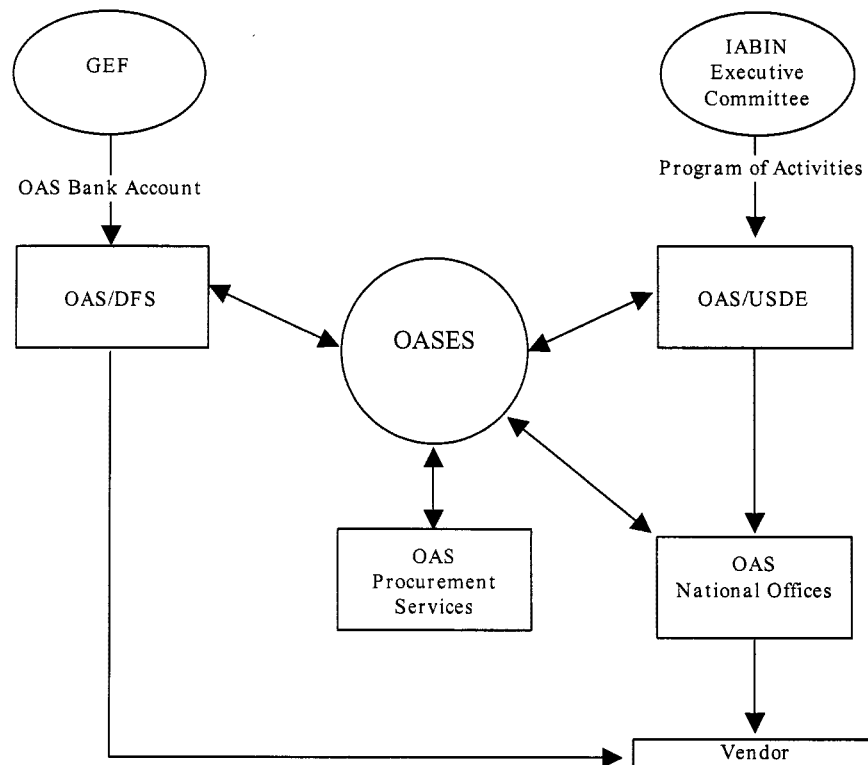 GEF
IABIN
Executive
Committee
OAS Bank Account
Program of Activities
OAS/DFS
OASES
OAS/USDE
OAS
Procurement
Services
OAS
National Offices
Vendor